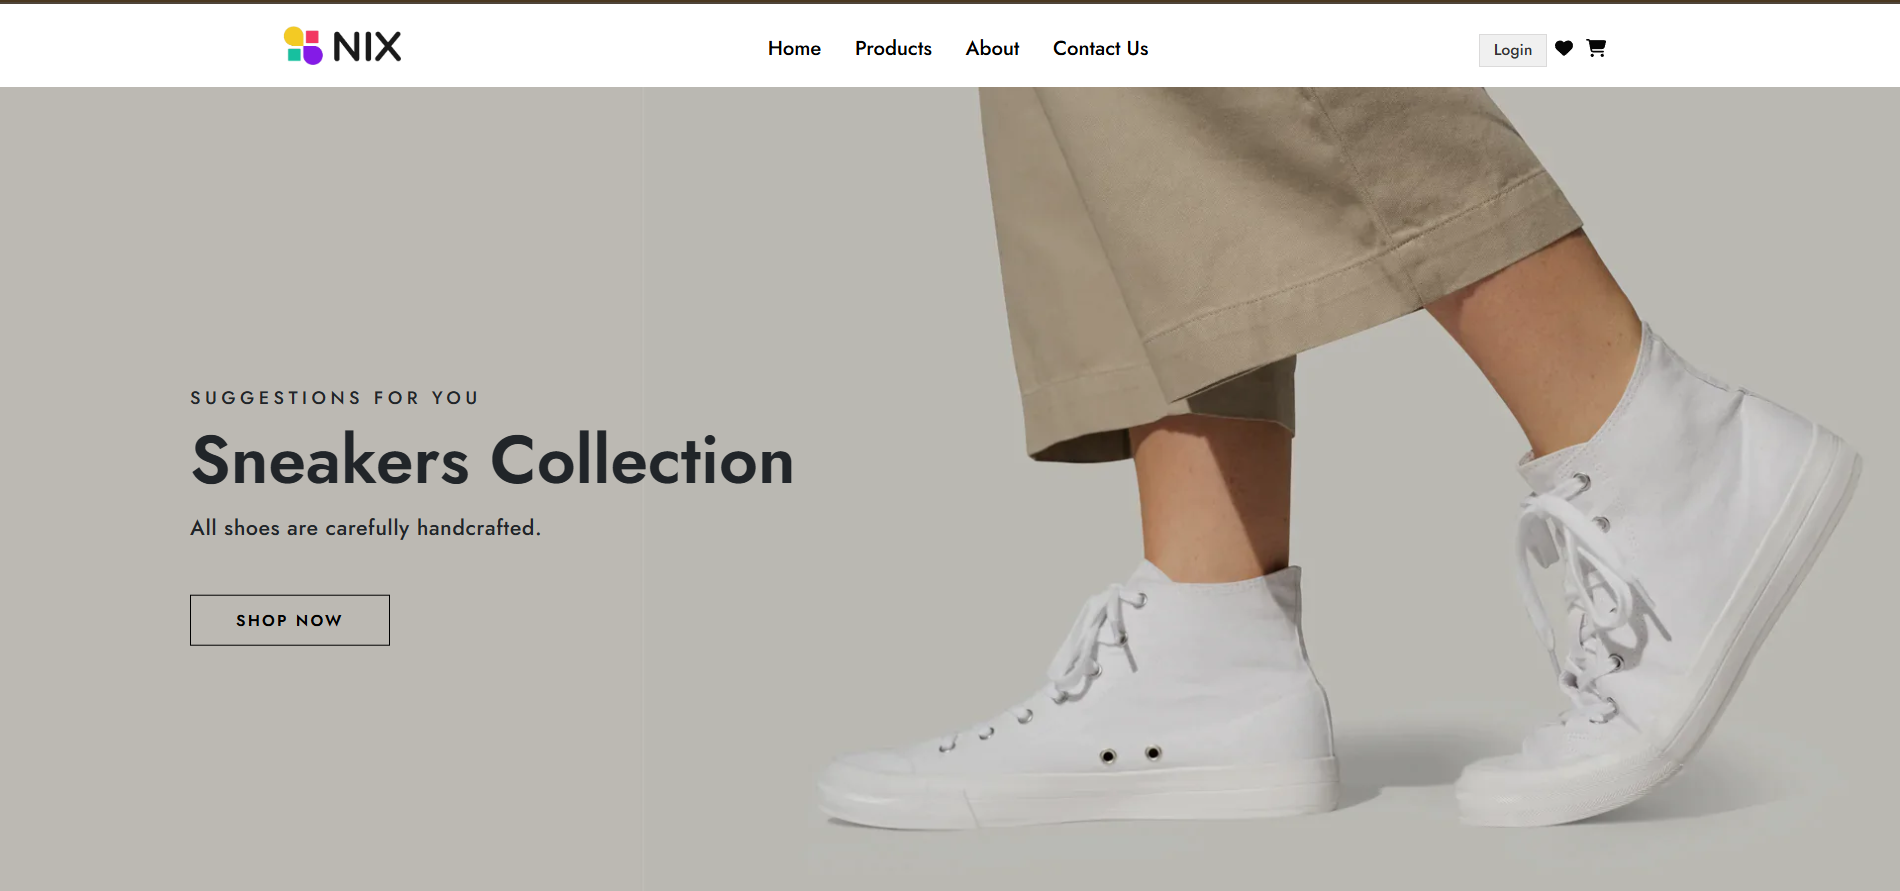 NIX
Home
Products
About
Contact Us
Login
SUGGESTIONS FOR YOU
Sneakers Collection
All shoes are carefully handcrafted.
SHOP NOW